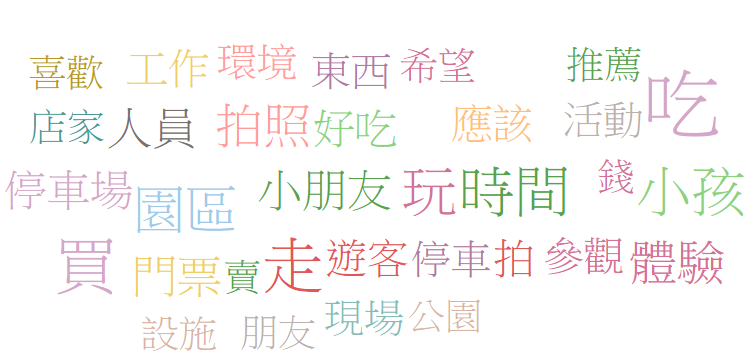 喜歡 工作 環境 東西 希望 推薦
店家 人員 拍照 好吃 應該 活動 吃
停車場 園區 小朋友 玩 時間 錢 小孩
買 門票 賣 走 遊客 停車 拍 參觀 體驗
設施 朋友 現場 公園